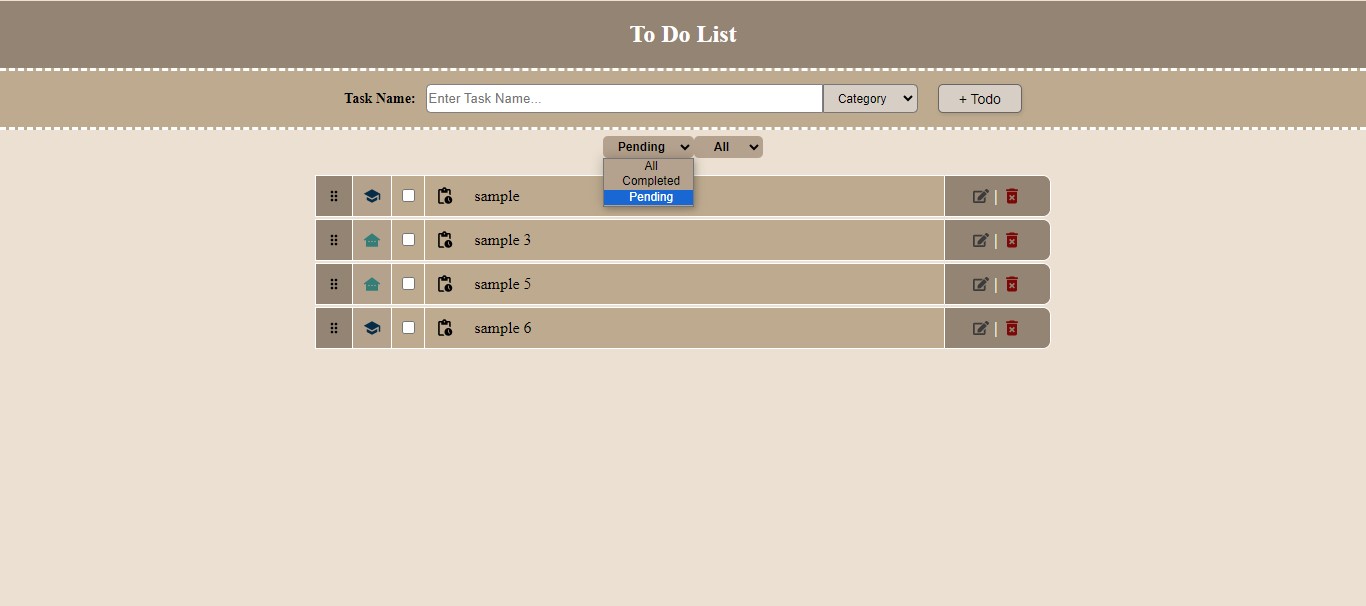 To Do List
Task Name: Enter Task Name... Category + Todo
Pending All
All
Completed
Pending
sample |
sample 3 |
sample 5 |
sample 6 |